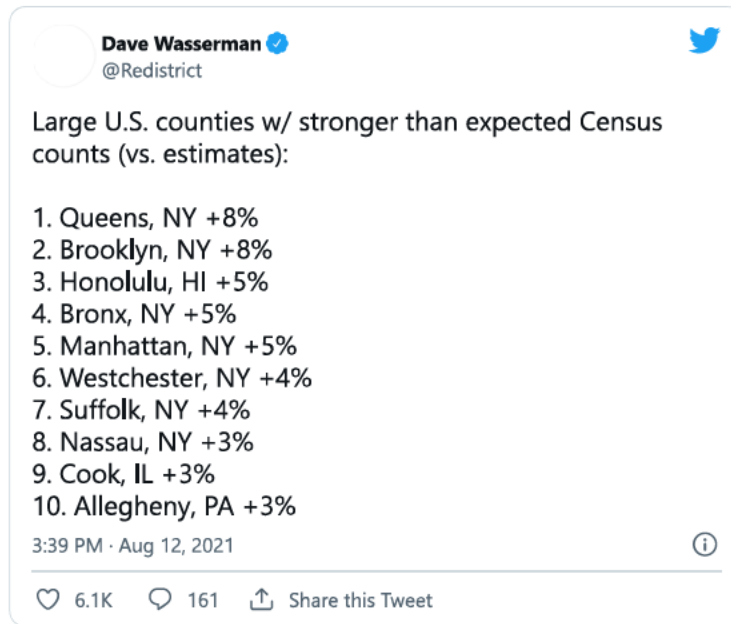 Dave Wasserman
@Redistrict
Large U.S. counties w/ stronger than expected Census
counts (vs. estimates):
1. Queens, NY +8%
2. Brooklyn, NY +8%
3. Honolulu, HI +5%
4. Bronx, NY +5%
5. Manhattan, NY +5%
6. Westchester, NY +4%
7. Suffolk, NY +4%
8. Nassau, NY +3%
9. Cook, IL +3%
10. Allegheny, PA +3%
3:39 PM · Aug 12, 2021
6.1K 161 Share this Tweet